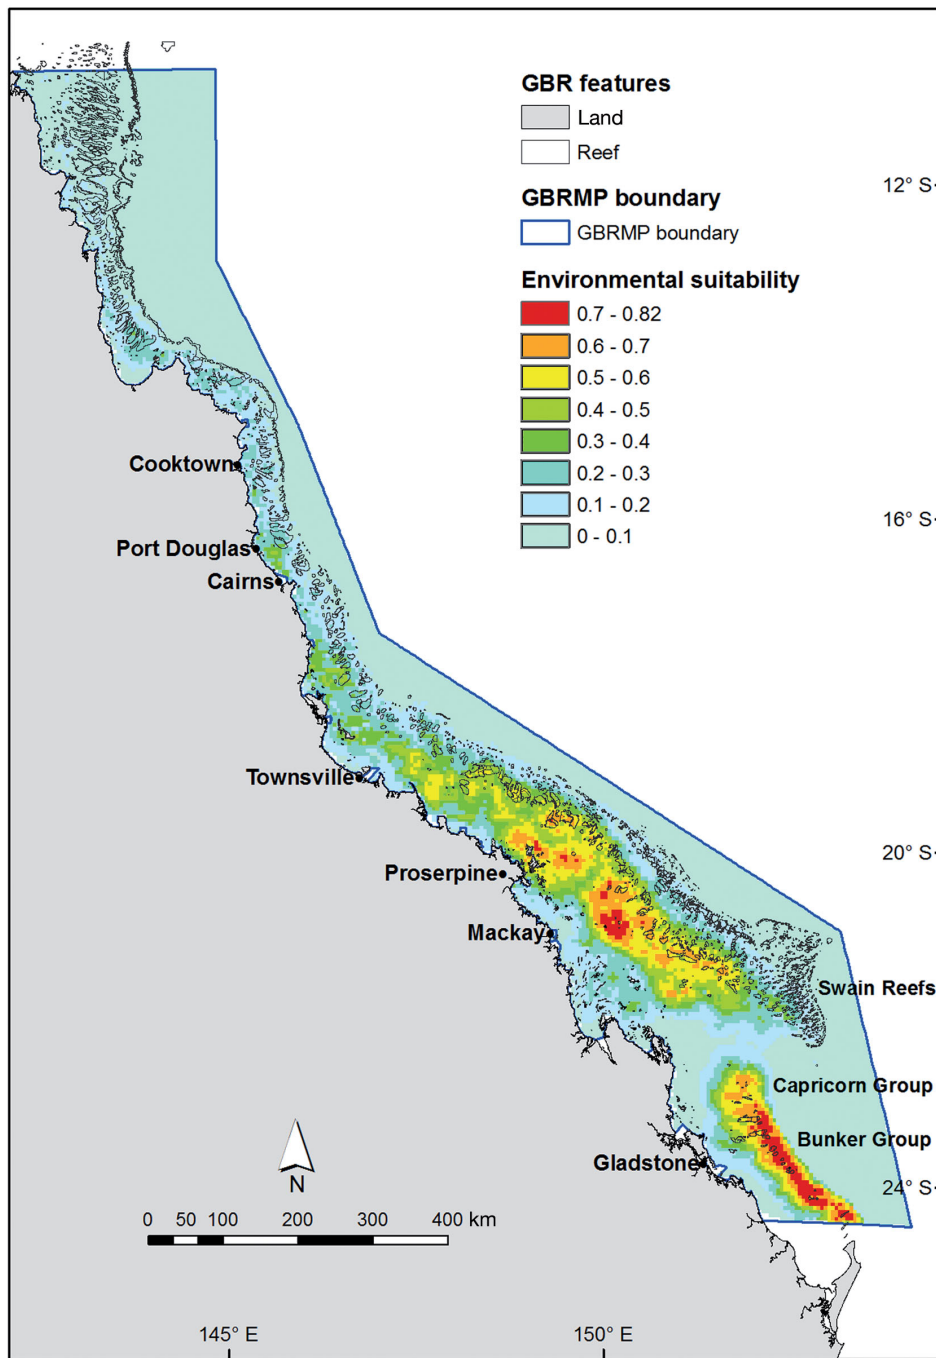 GBR features
Land
Reef
12° S
GBRMP boundary
GBRMP boundary
Environmental suitability
0.7 - 0.82
0.6 - 0.7
0.5 - 0.6
0.4 - 0.5
0.3 - 0.4
0.2 - 0.3
0.1 - 0.2
0 - 0.1
Cooktown
16° S
Port Douglas
Cairns
Townsville
20° S
Proserpine
Mackay
Swain Reefs
Capricorn Group
Bunker Group
Gladstone
24° S
N
0 50 100 200 300 400 km
145° E 150° E